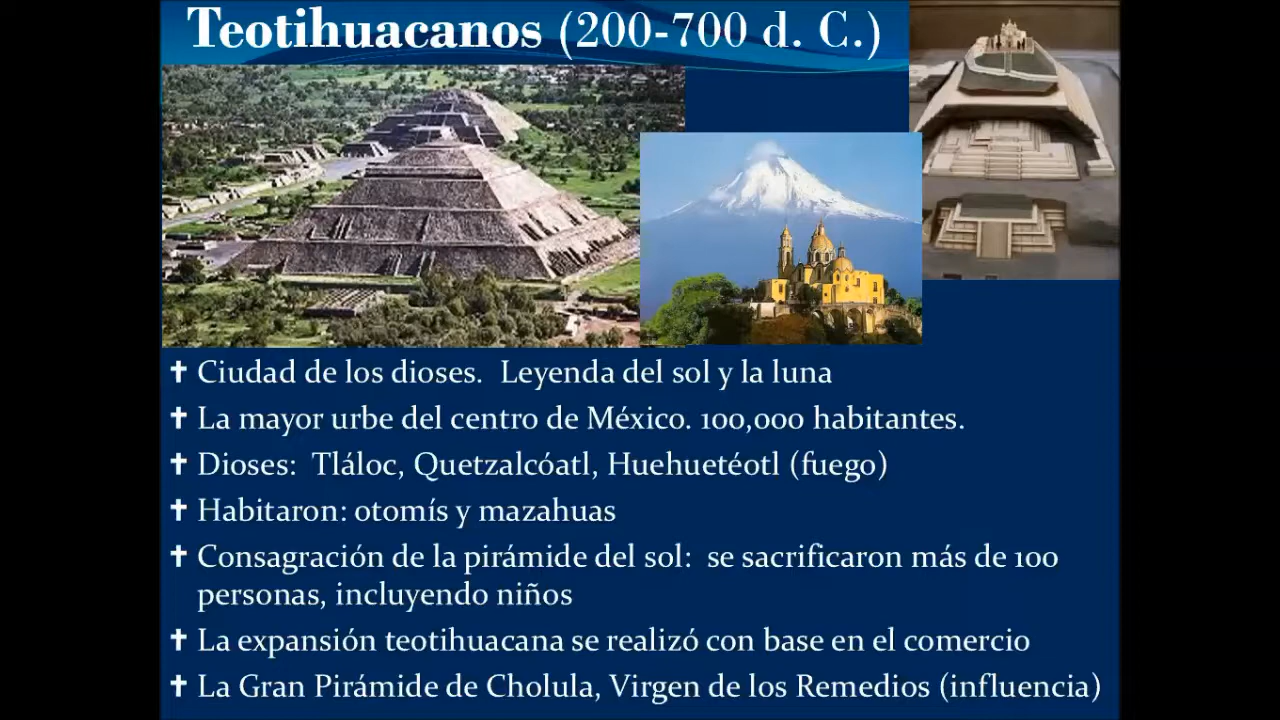 Teotihuacanos (200-700 d. C.)
✝ Ciudad de los dioses.  Leyenda del sol y la luna
✝ La mayor urbe del centro de México. 100,000 habitantes.
✝ Dioses:  Tláloc, Quetzalcóatl, Huehuetéotl (fuego)
✝ Habitaron: otomís y mazahuas
✝ Consagración de la pirámide del sol:  se sacrificaron más de 100
personas, incluyendo niños
✝ La expansión teotihuacana se realizó con base en el comercio
✝ La Gran Pirámide de Cholula, Virgen de los Remedios (influencia)